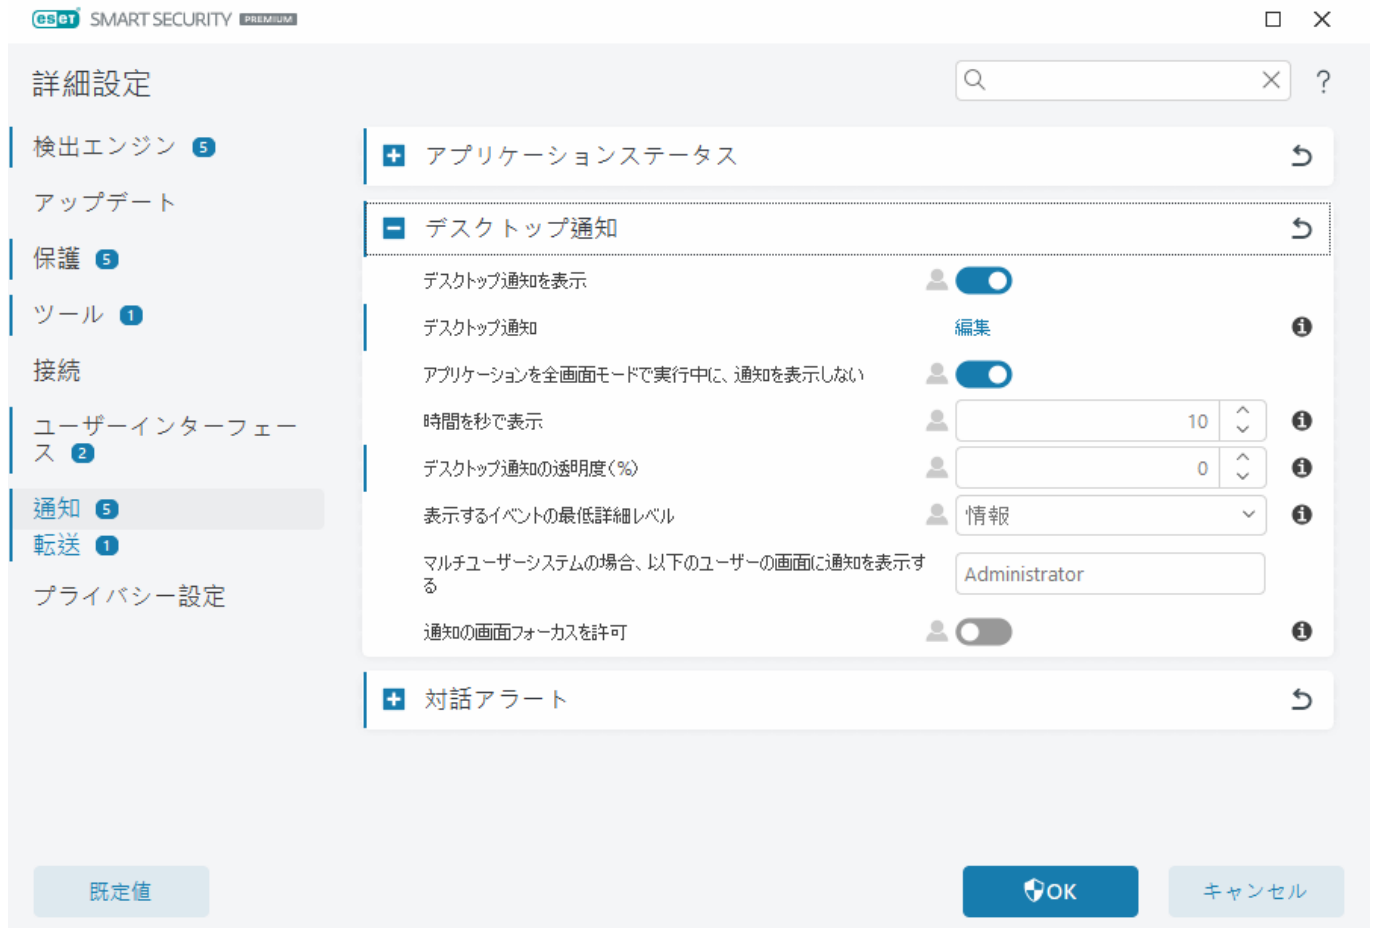 eseT SMART SECURITY PREMIUM
詳細設定
?
検出エンジン 5
アップデート
保護 5
ツール 1
接続
ユーザーインターフェー
ス 2
通知 5
転送 1
プライバシー設定
アプリケーションステータス
デスクトップ通知
デスクトップ通知を表示
デスクトップ通知 編集
アプリケーションを全画面モードで実行中に、通知を表示しない
時間を秒で表示 10
デスクトップ通知の透明度(%) 0
表示するイベントの最低詳細レベル 情報
マルチユーザーシステムの場合、以下のユーザーの画面に通知を表示す
る
Administrator
通知の画面フォーカスを許可
対話アラート
既定値
OK
キャンセル